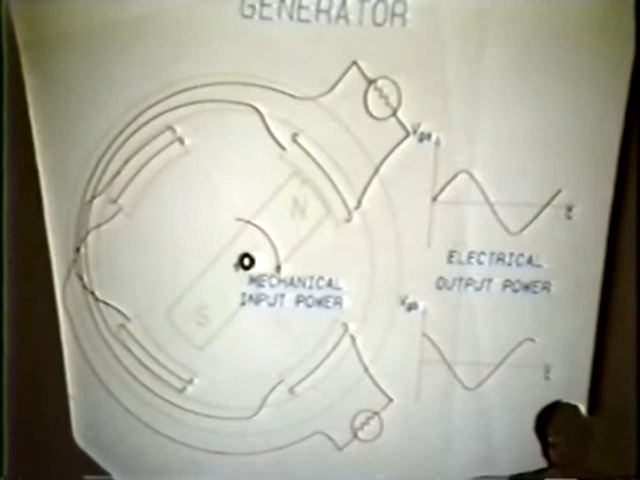 GENERATOR
N
S
MECHANICAL
INPUT POWER
ELECTRICAL
OUTPUT POWER
t
t